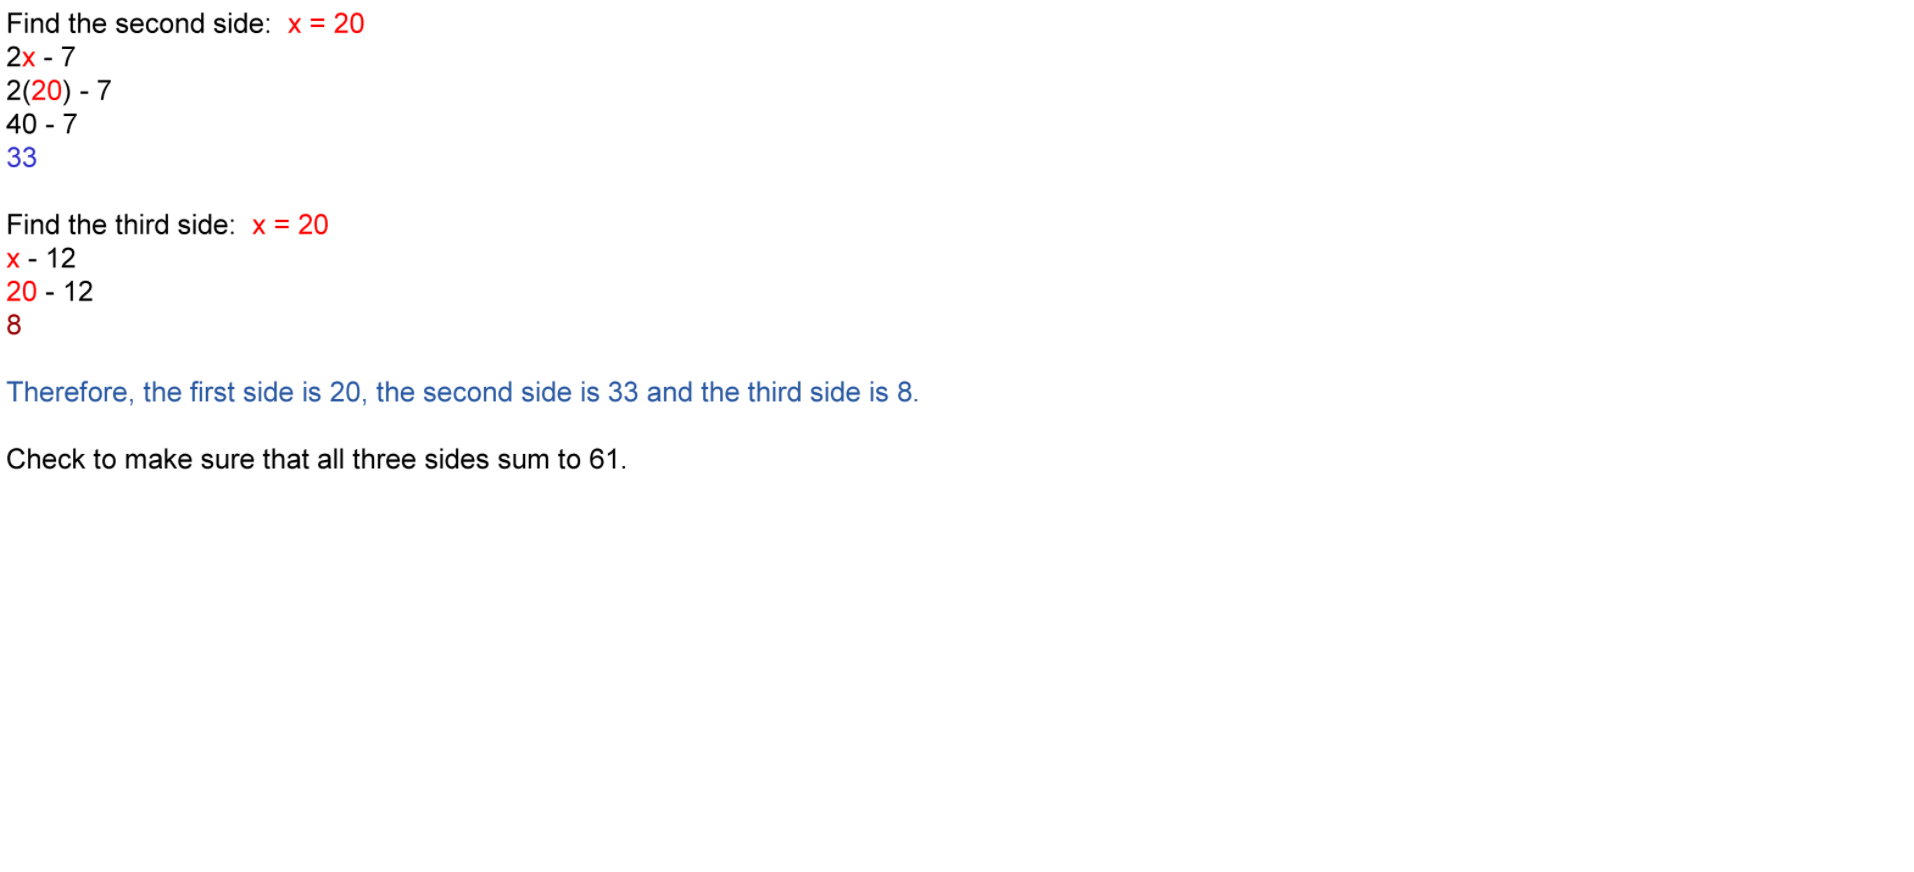 Find the second side: x = 20
2x - 7
2(20) - 7
40 - 7
33
Find the third side: x = 20
x - 12
20 - 12
8
Therefore, the first side is 20, the second side is 33 and the third side is 8.
Check to make sure that all three sides sum to 61.